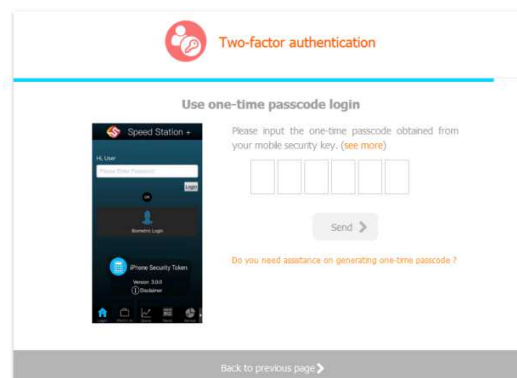 Two-factor authentication
Use one-time passcode login
Speed Station +
Hi, User
Please Enter Password
Login
OR
Biometric Login
iPhone Security Token
Version 3.0.0
Disclaimer
Login
Please input the one-time passcode obtained from
your mobile security key. (see more)
Send
Do you need assistance on generating one-time passcode ?
Back to previous page